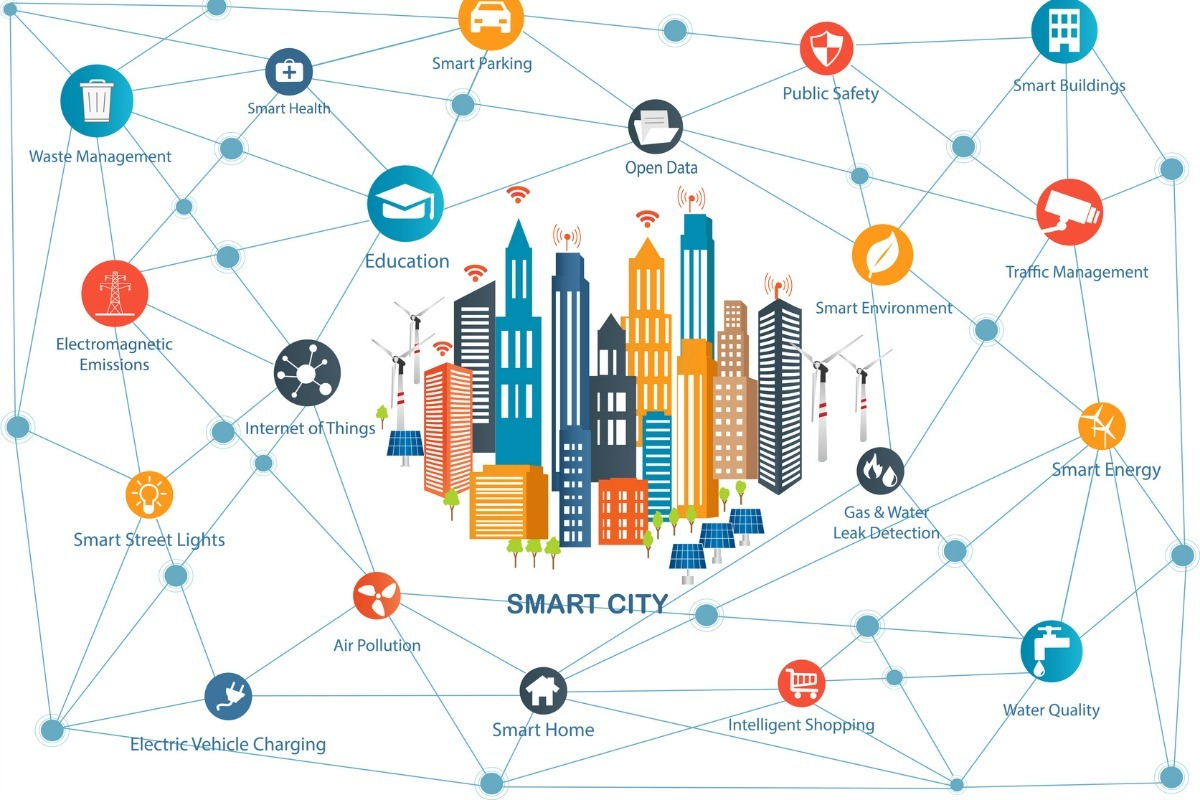 Smart Parking
Public Safety
Smart Buildings
Smart Health
Waste Management
Open Data
Education
Traffic Management
Smart Environment
Electromagnetic
Emissions
Internet of Things
Smart Energy
Gas & Water
Leak Detection
Smart Street Lights
SMART CITY
Air Pollution
Water Quality
Intelligent Shopping
Smart Home
Electric Vehicle Charging